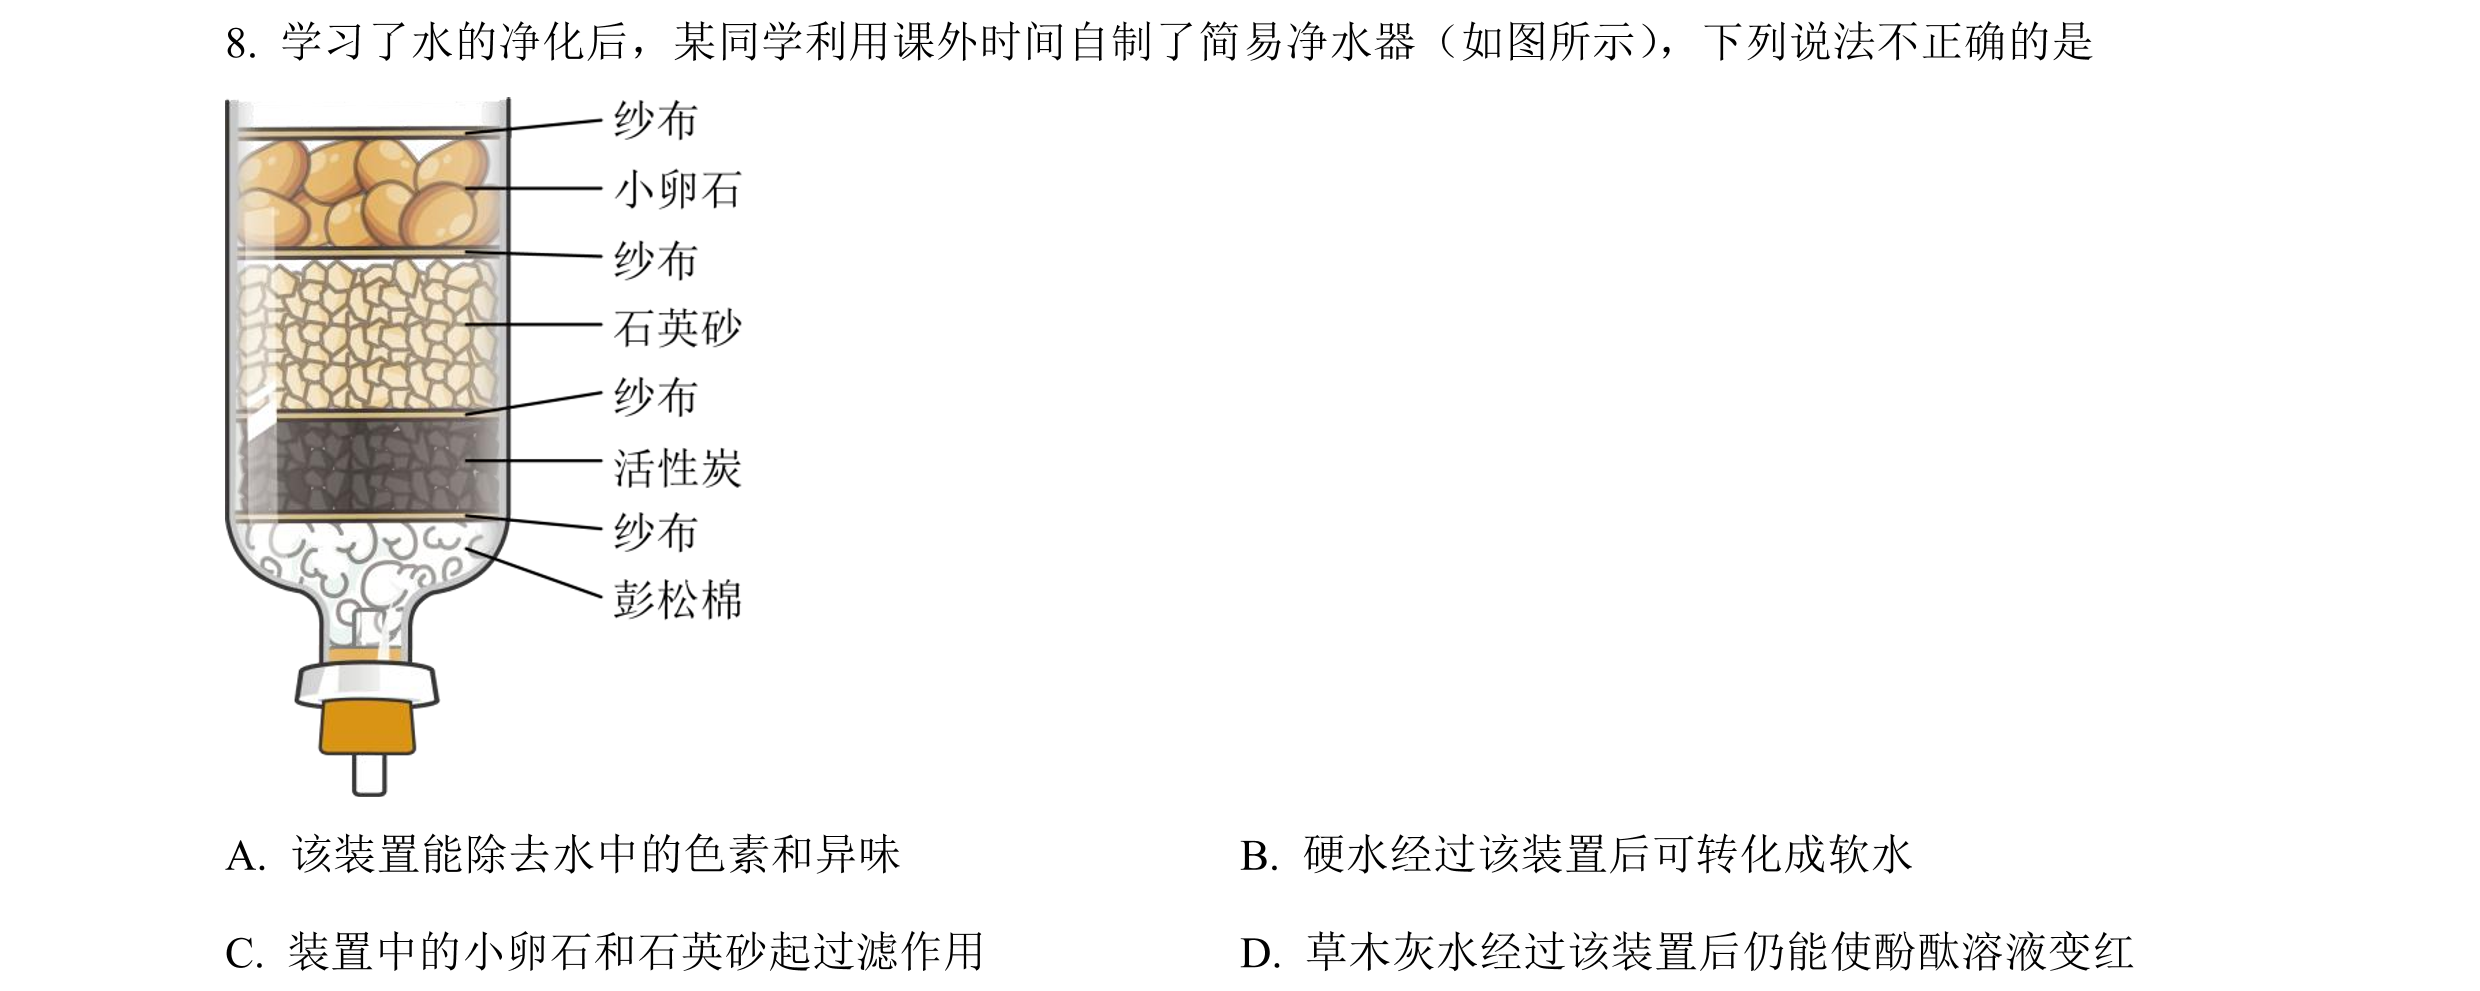 8. 学习了水的净化后，某同学利用课外时间自制了简易净水器（如图所示），下列说法不正确的是
纱布
小卵石
纱布
石英砂
纱布
活性炭
纱布
彭松棉
A. 该装置能除去水中的色素和异味
B. 硬水经过该装置后可转化成软水
C. 装置中的小卵石和石英砂起过滤作用
D. 草木灰水经过该装置后仍能使酚酞溶液变红